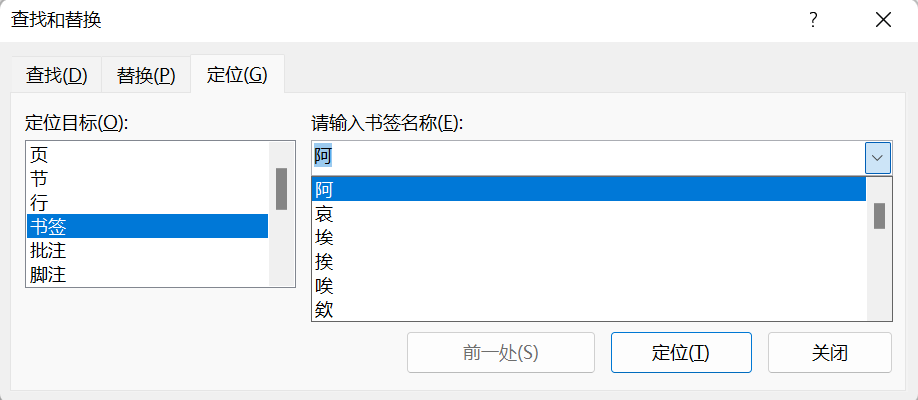 查找和替换
查找(D) 替换(P) 定位(G)
定位目标(O):
页
节
行
书签
批注
脚注
请输入书签名称(E):
阿
阿
哀
埃
挨
唉
欸
前一处(S) 定位(T) 关闭